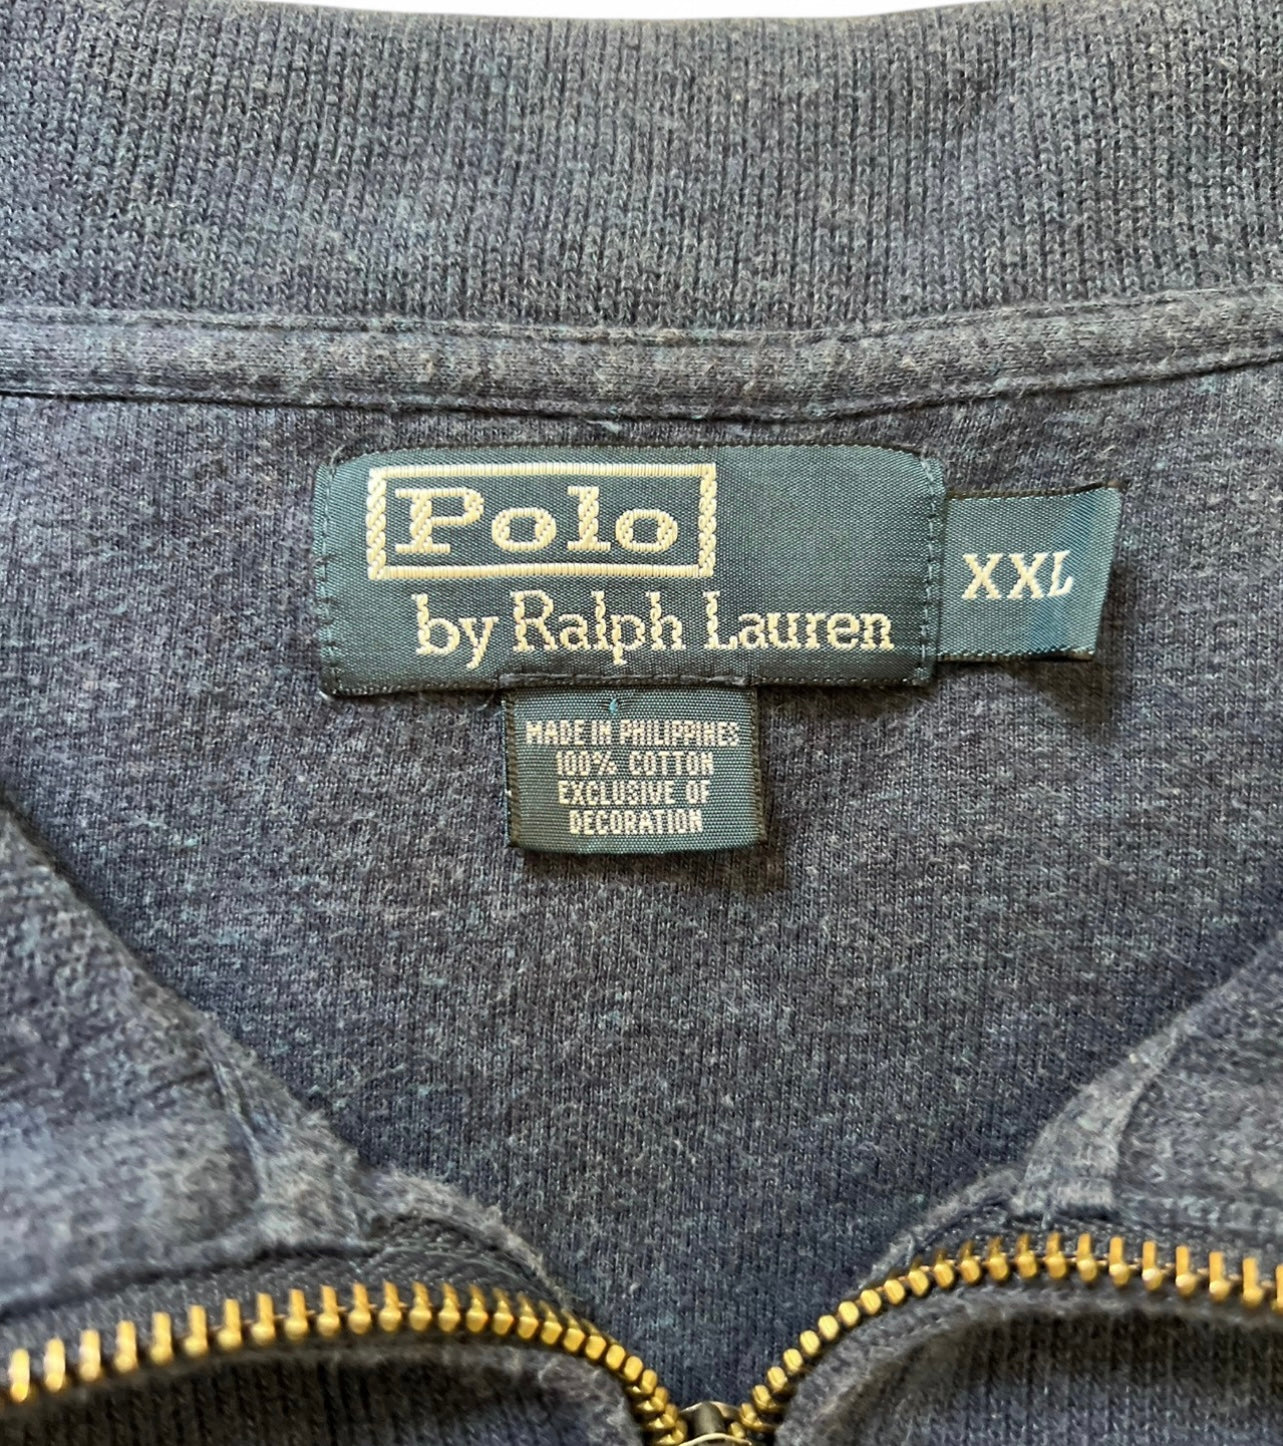 Polo
by Ralph Lauren
XXL
MADE IN PHILIPPINES
100% COTTON
EXCLUSIVE OF
DECORATION